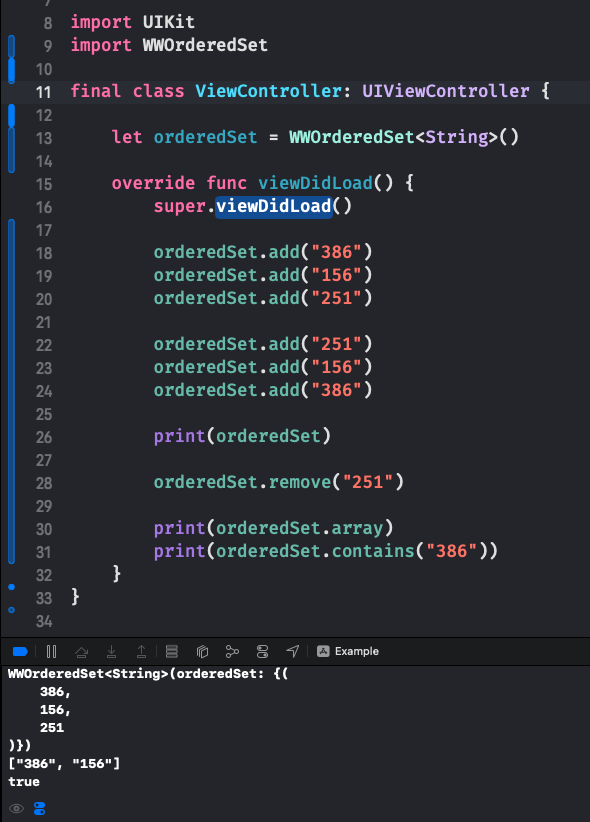 8 import UIKit
9 import WWOrderedSet
10
11 final class ViewController: UIViewController {
12
13 let orderedSet = WWOrderedSet<String>()
14
15 override func viewDidLoad() {
16 super.viewDidLoad()
17
18 orderedSet.add("386")
19 orderedSet.add("156")
20 orderedSet.add("251")
21
22 orderedSet.add("251")
23 orderedSet.add("156")
24 orderedSet.add("386")
25
26 print(orderedSet)
27
28 orderedSet.remove("251")
29
30 print(orderedSet.array)
31 print(orderedSet.contains("386"))
32 }
33 }
34
Example
WWOrderedSet<String>(orderedSet: {(
386,
156,
251
)})
["386", "156"]
true